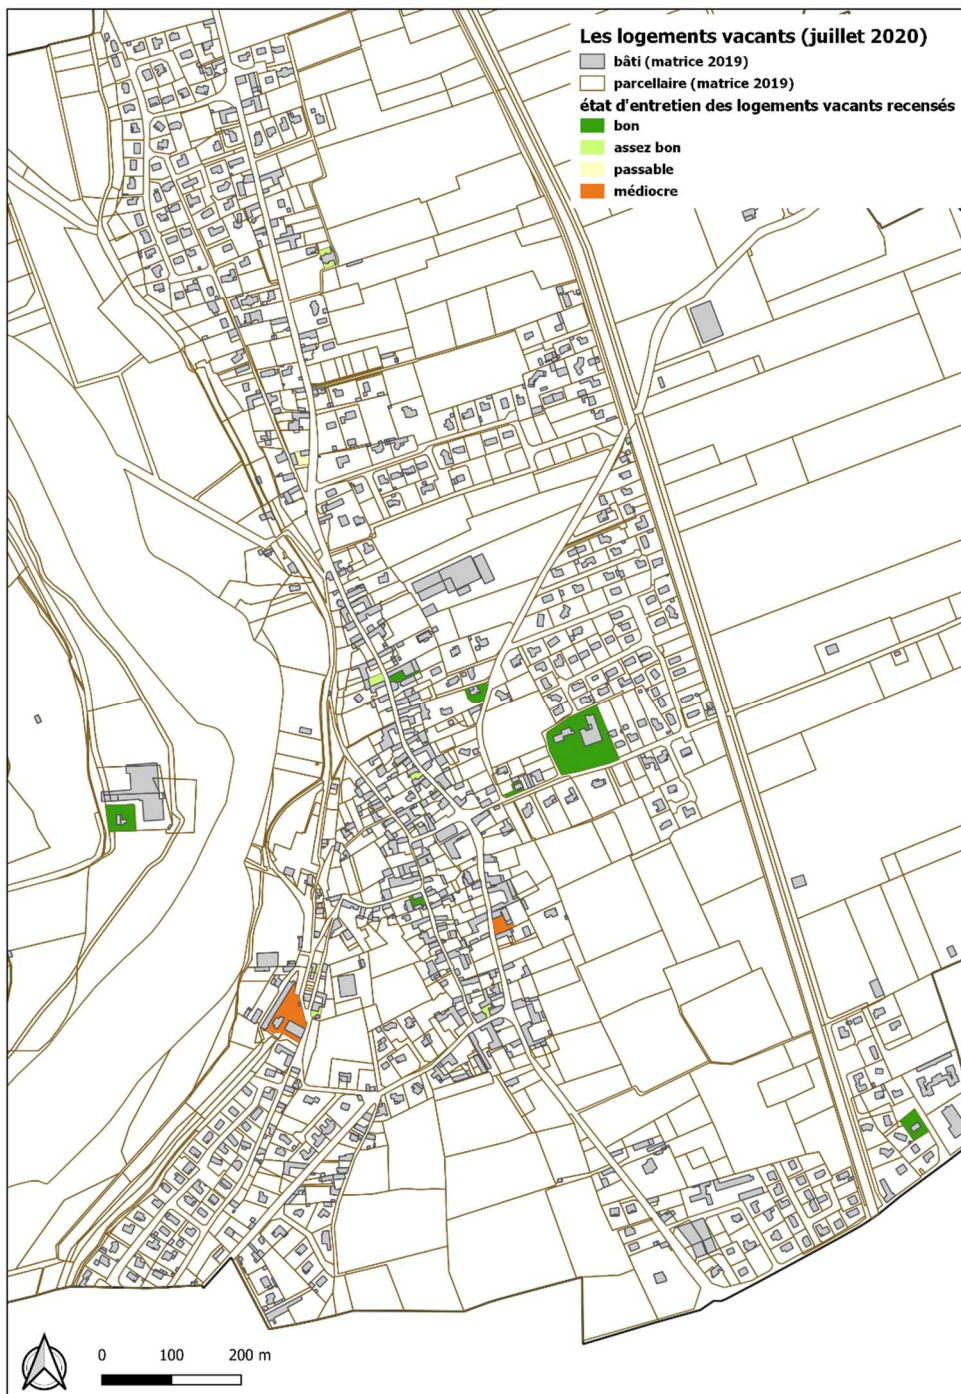 Les logements vacants (juillet 2020)
bâti (matrice 2019)
parcellaire (matrice 2019)
état d'entretien des logements vacants recensés
bon
assez bon
passable
médiocre
0 100 200 m